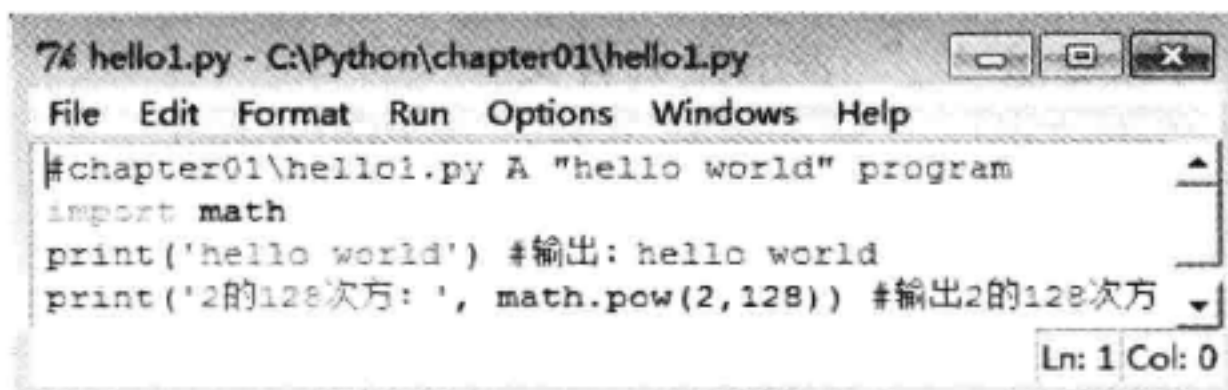 hello1.py - C:\Python\chapter01\hello1.py
File Edit Format Run Options Windows Help
#chapter01\hello1.py A "hello world" program
import math
print('hello world') #输出：hello world
print('2的128次方：', math.pow(2,128)) #输出2的128次方
Ln: 1 Col: 0